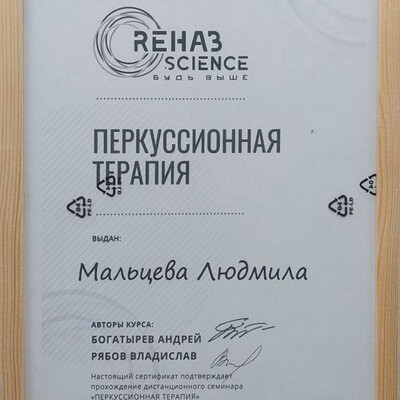 REHAB
SCIENCE
БУДЬ ВЫШЕ
ПЕРКУССИОННАЯ
ТЕРАПИЯ
ВЫДАН:
Мальцева Людмила
АВТОРЫ КУРСА:
БОГАТЫРЕВ АНДРЕЙ
РЯБОВ ВЛАДИСЛАВ
Настоящий сертификат подтверждает
прохождение дистанционного семинара
«ПЕРКУССИОННАЯ ТЕРАПИЯ»